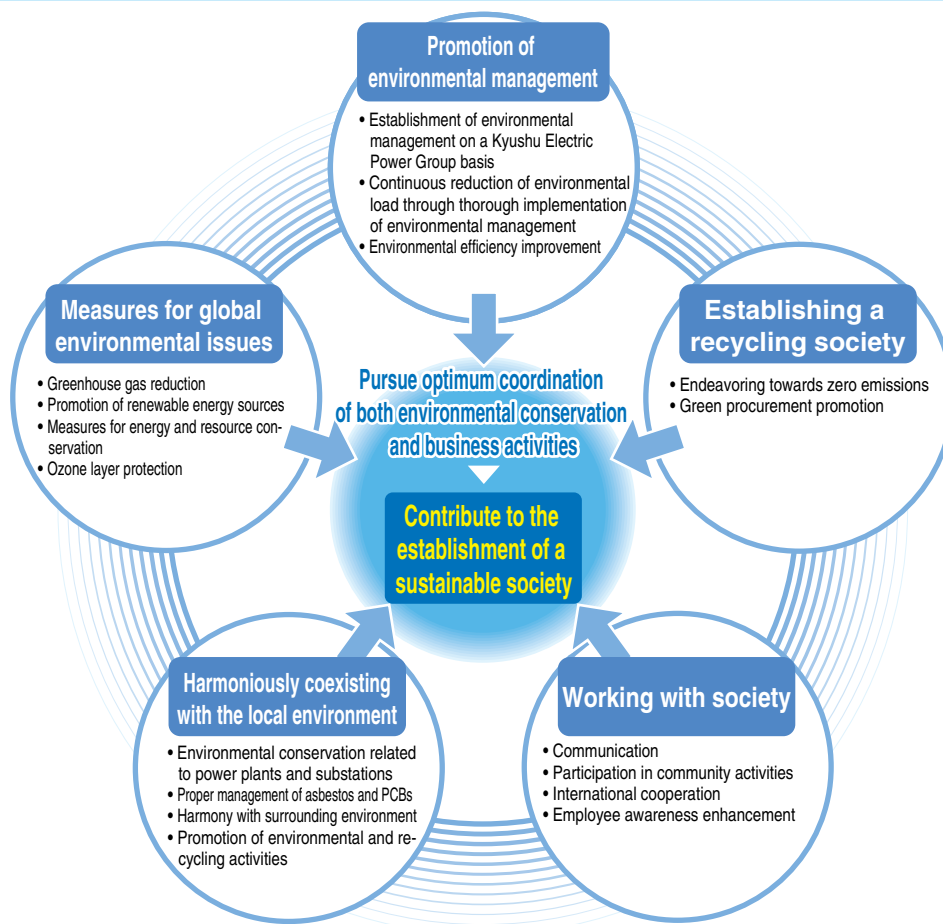 Promotion of
environmental management
• Establishment of environmental
management on a Kyushu Electric
Power Group basis
• Continuous reduction of environmental
load through thorough implementation
of environmental management
• Environmental efficiency improvement
Measures for global
environmental issues
• Greenhouse gas reduction
• Promotion of renewable energy sources
• Measures for energy and resource con-
servation
• Ozone layer protection
Establishing a
recycling society
• Endeavoring towards zero emissions
• Green procurement promotion
Pursue optimum coordination
of both environmental conservation
and business activities
Contribute to the
establishment of a
sustainable society
Harmoniously coexisting
with the local environment
• Environmental conservation related
to power plants and substations
• Proper management of asbestos and PCBs
• Harmony with surrounding environment
• Promotion of environmental and re-
cycling activities
Working with society
• Communication
• Participation in community activities
• International cooperation
• Employee awareness enhancement